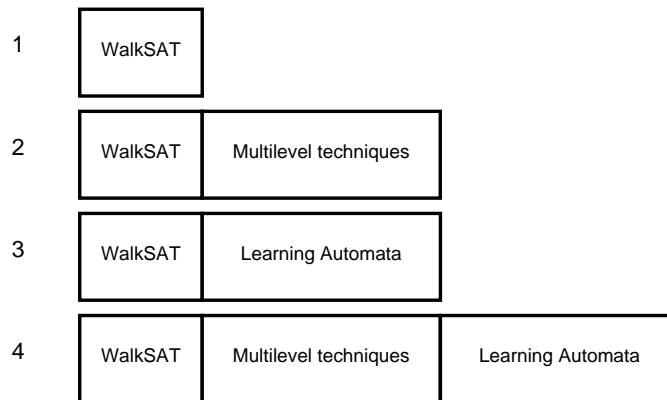 1 WalkSAT
2 WalkSAT Multilevel techniques
3 WalkSAT Learning Automata
4 WalkSAT Multilevel techniques Learning Automata